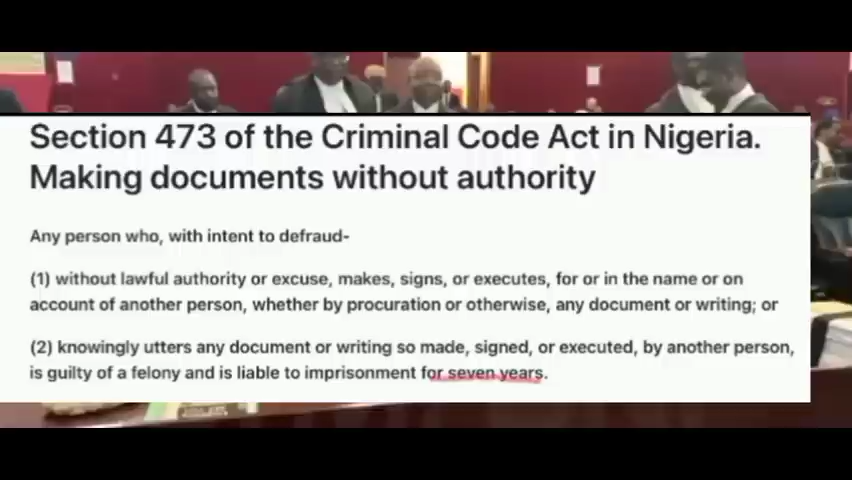 Section 473 of the Criminal Code Act in Nigeria.
Making documents without authority
Any person who, with intent to defraud-
(1) without lawful authority or excuse, makes, signs, or executes, for or in the name or on
account of another person, whether by procuration or otherwise, any document or writing; or
(2) knowingly utters any document or writing so made, signed, or executed, by another person,
is guilty of a felony and is liable to imprisonment for seven years.